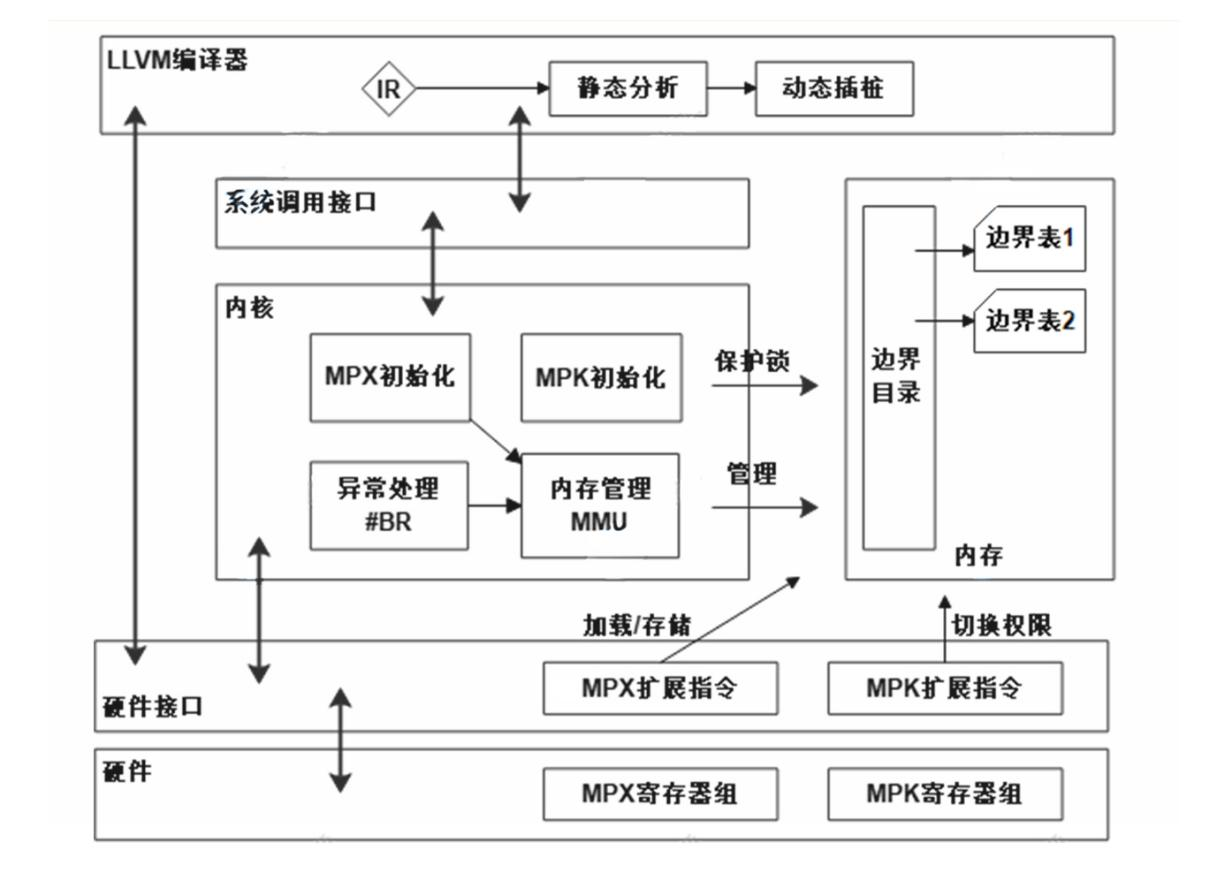 LLVM编译器
IR
静态分析
动态插桩
系统调用接口
内核
MPX初始化
MPK初始化
异常处理
#BR
内存管理
MMU
保护锁
管理
边界
目录
边界表1
边界表2
内存
加载/存储
切换权限
硬件接口
MPX扩展指令
MPK扩展指令
硬件
MPX寄存器组
MPK寄存器组